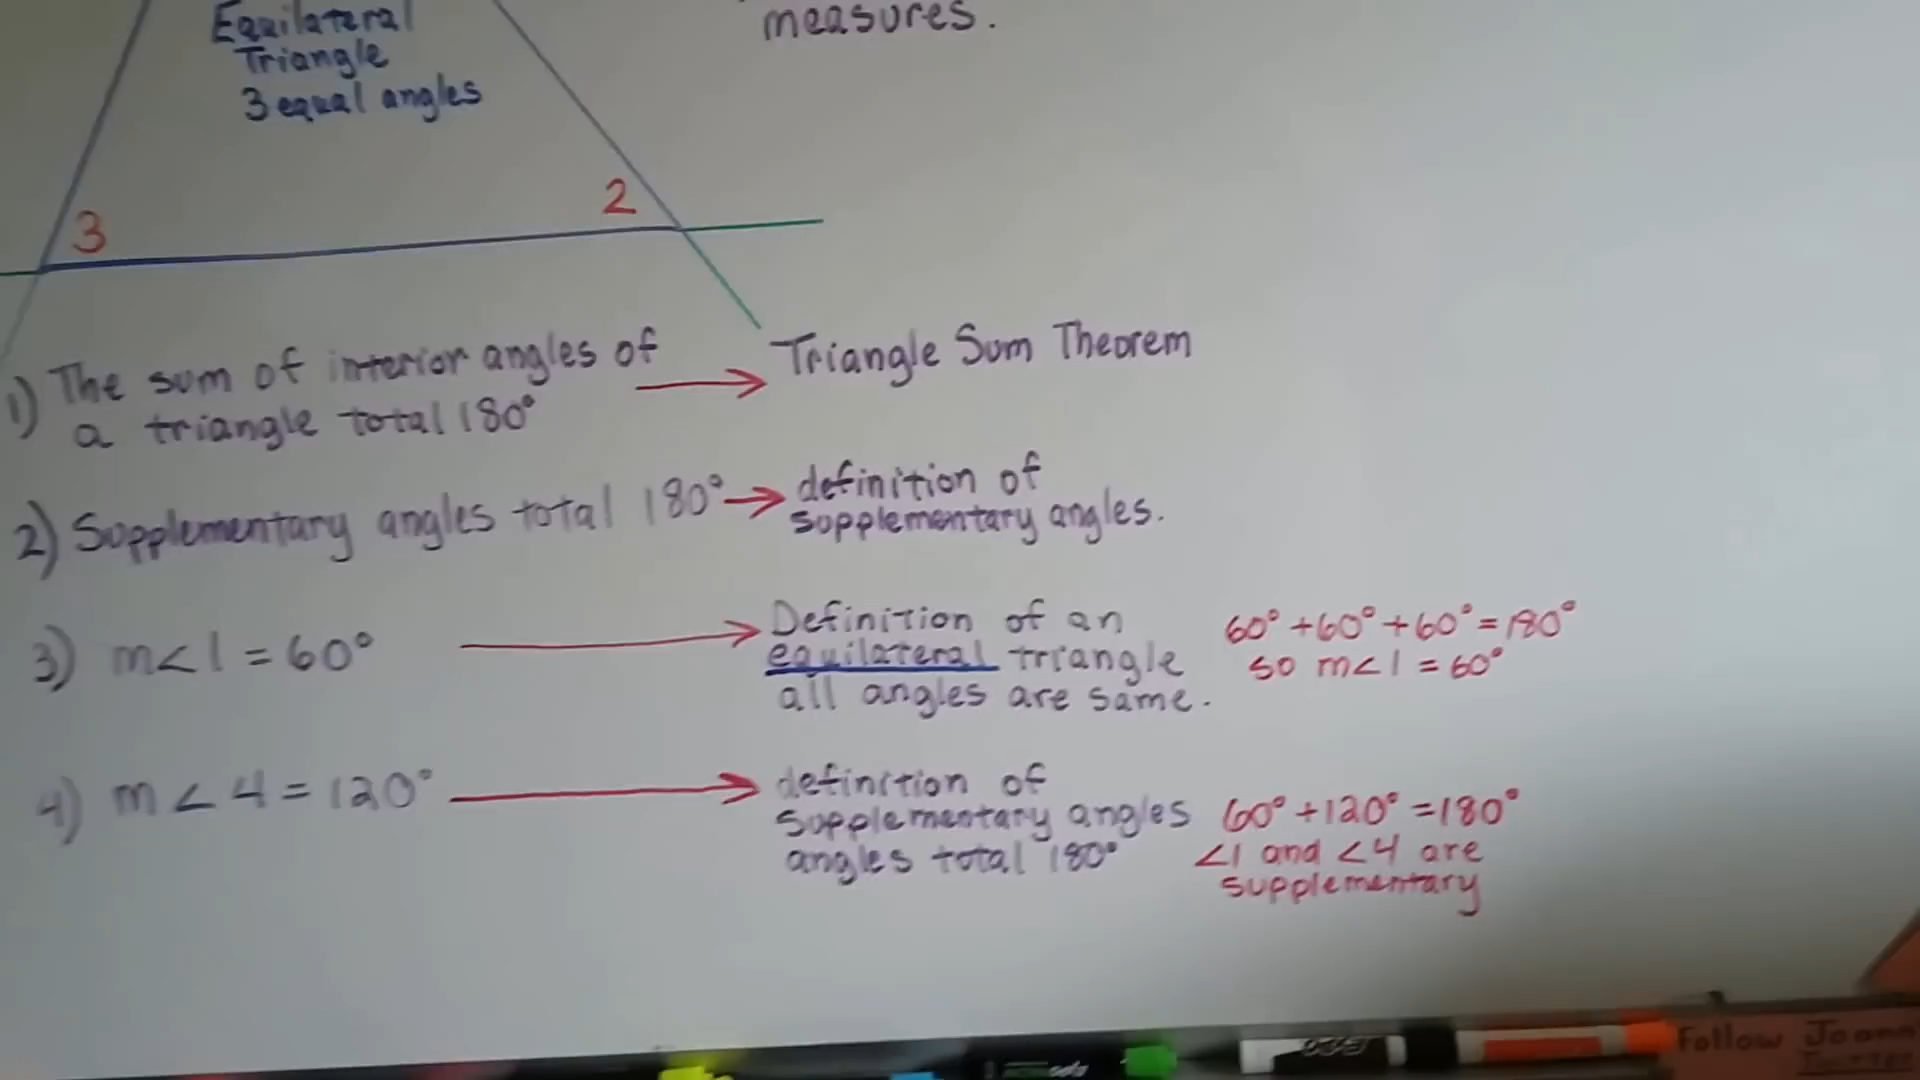 Equilateral
Triangle
3 equal angles
measures.
3
2
1) The sum of interior angles of
a triangle total 180°
Triangle Sum Theorem
2) Supplementary angles total 180°
definition of
supplementary angles.
3) m<1 = 60°
Definition of an
equilateral triangle
all angles are same.
60° + 60° + 60° = 180°
so m<1 = 60°
4) m<4 = 120°
definition of
supplementary angles
angles total 180°
60° + 120° = 180°
<1 and <4 are
supplementary
Follow Joann